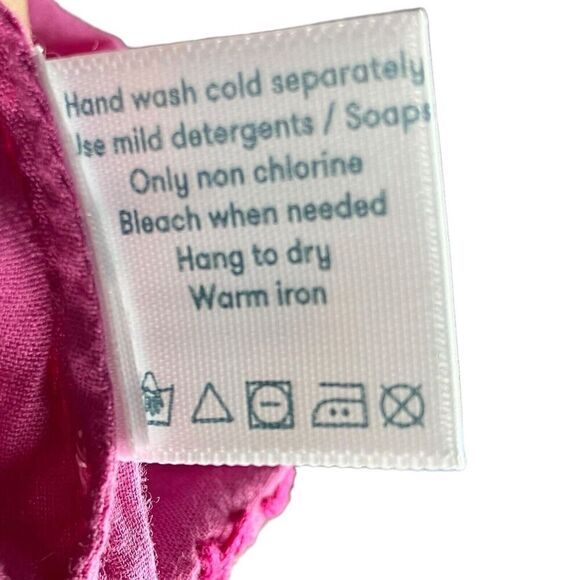 Hand wash cold separately
Use mild detergents / Soaps
Only non chlorine
Bleach when needed
Hang to dry
Warm iron